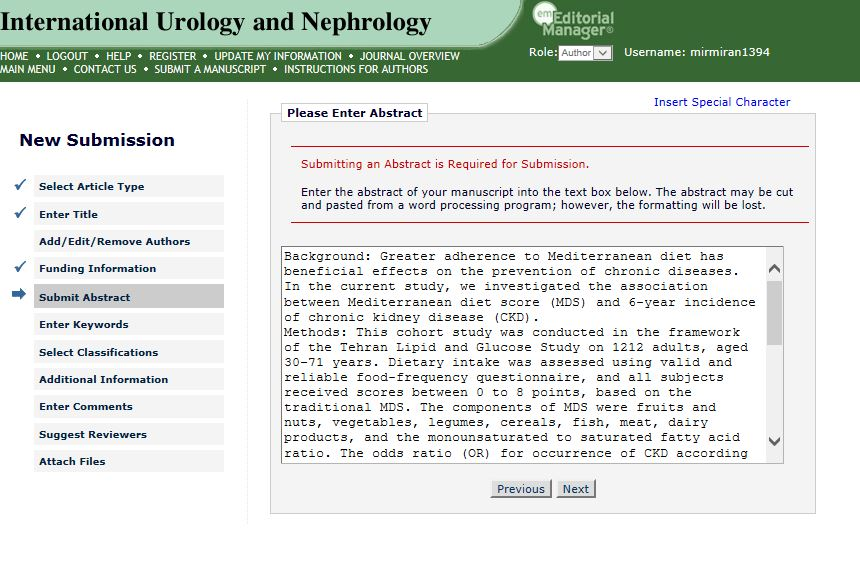 International Urology and Nephrology
em Editorial Manager®
HOME • LOGOUT • HELP • REGISTER • UPDATE MY INFORMATION • JOURNAL OVERVIEW
MAIN MENU • CONTACT US • SUBMIT A MANUSCRIPT • INSTRUCTIONS FOR AUTHORS
Role: Author Username: mirmiran1394
Insert Special Character
New Submission
Select Article Type
Enter Title
Add/Edit/Remove Authors
Funding Information
Submit Abstract
Enter Keywords
Select Classifications
Additional Information
Enter Comments
Suggest Reviewers
Attach Files
Please Enter Abstract
Submitting an Abstract is Required for Submission.
Enter the abstract of your manuscript into the text box below. The abstract may be cut
and pasted from a word processing program; however, the formatting will be lost.
Background: Greater adherence to Mediterranean diet has
beneficial effects on the prevention of chronic diseases.
In the current study, we investigated the association
between Mediterranean diet score (MDS) and 6-year incidence
of chronic kidney disease (CKD).
Methods: This cohort study was conducted in the framework
of the Tehran Lipid and Glucose Study on 1212 adults, aged
30-71 years. Dietary intake was assessed using valid and
reliable food-frequency questionnaire, and all subjects
received scores between 0 to 8 points, based on the
traditional MDS. The components of MDS were fruits and
nuts, vegetables, legumes, cereals, fish, meat, dairy
products, and the monounsaturated to saturated fatty acid
ratio. The odds ratio (OR) for occurrence of CKD according
Previous Next